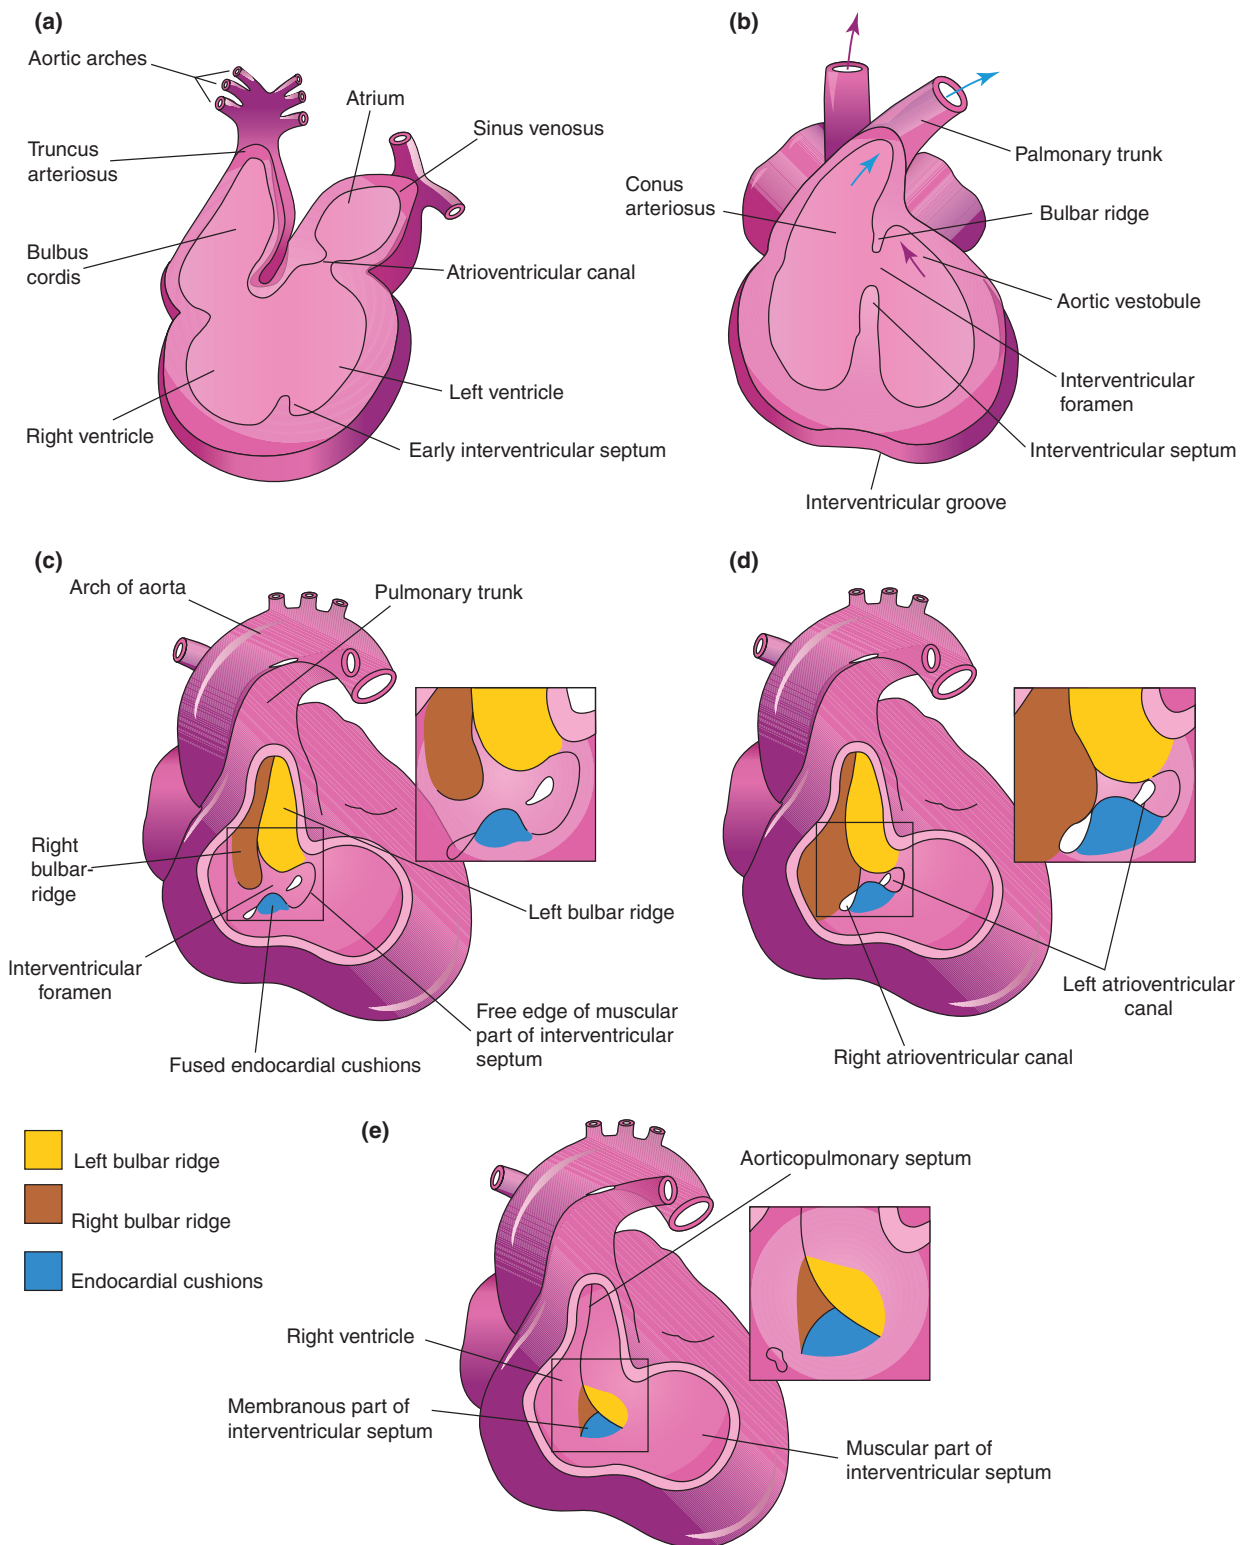 (a)
Aortic arches
Atrium
Sinus venosus
Truncus
arteriosus
Bulbus
cordis
Atrioventricular canal
Left ventricle
Right ventricle
Early interventricular septum
(b)
Palmonary trunk
Conus
arteriosus
Bulbar ridge
Aortic vestobule
Interventricular
foramen
Interventricular septum
Interventricular groove
(c)
Arch of aorta
Pulmonary trunk
Right
bulbar-
ridge
Left bulbar ridge
Interventricular
foramen
Free edge of muscular
part of interventricular
septum
Fused endocardial cushions
(d)
Left atrioventricular
canal
Right atrioventricular canal
Left bulbar ridge
Right bulbar ridge
Endocardial cushions
(e)
Aorticopulmonary septum
Right ventricle
Membranous part of
interventricular septum
Muscular part of
interventricular septum